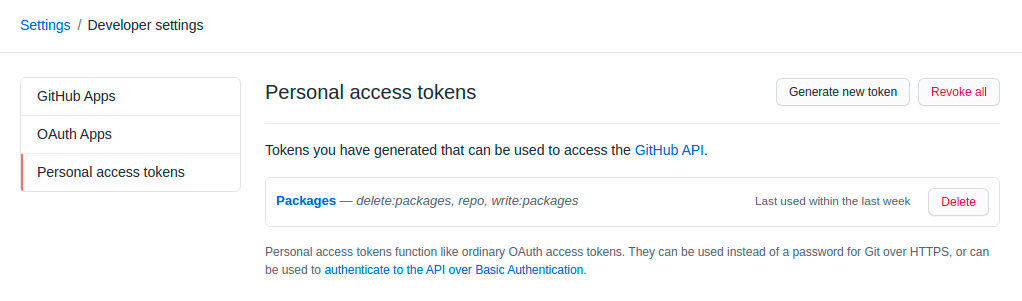 Settings / Developer settings
GitHub Apps
OAuth Apps
Personal access tokens
Personal access tokens
Generate new token
Revoke all
Tokens you have generated that can be used to access the GitHub API.
Packages — delete:packages, repo, write:packages
Last used within the last week
Delete
Personal access tokens function like ordinary OAuth access tokens. They can be used instead of a password for Git over HTTPS, or can
be used to authenticate to the API over Basic Authentication.